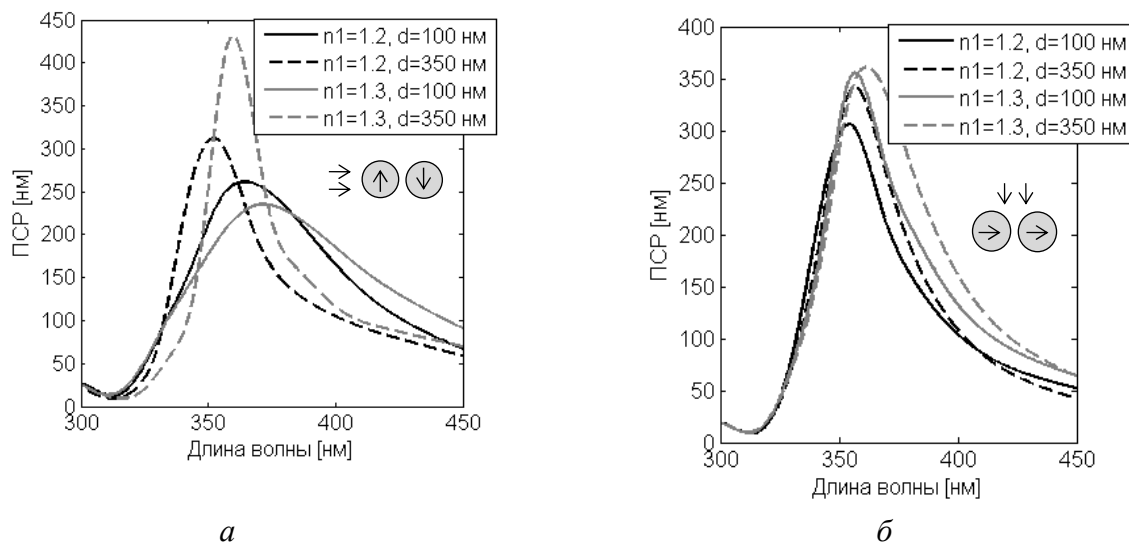 450
400
350
300
250
200
150
100
50
0
ПСР [нм]
n1=1.2, d=100 нм
n1=1.2, d=350 нм
n1=1.3, d=100 нм
n1=1.3, d=350 нм
300
350
400
450
Длина волны [нм]
а
400
350
300
250
200
150
100
50
0
ПСР [нм]
n1=1.2, d=100 нм
n1=1.2, d=350 нм
n1=1.3, d=100 нм
n1=1.3, d=350 нм
300
350
400
450
Длина волны [нм]
б